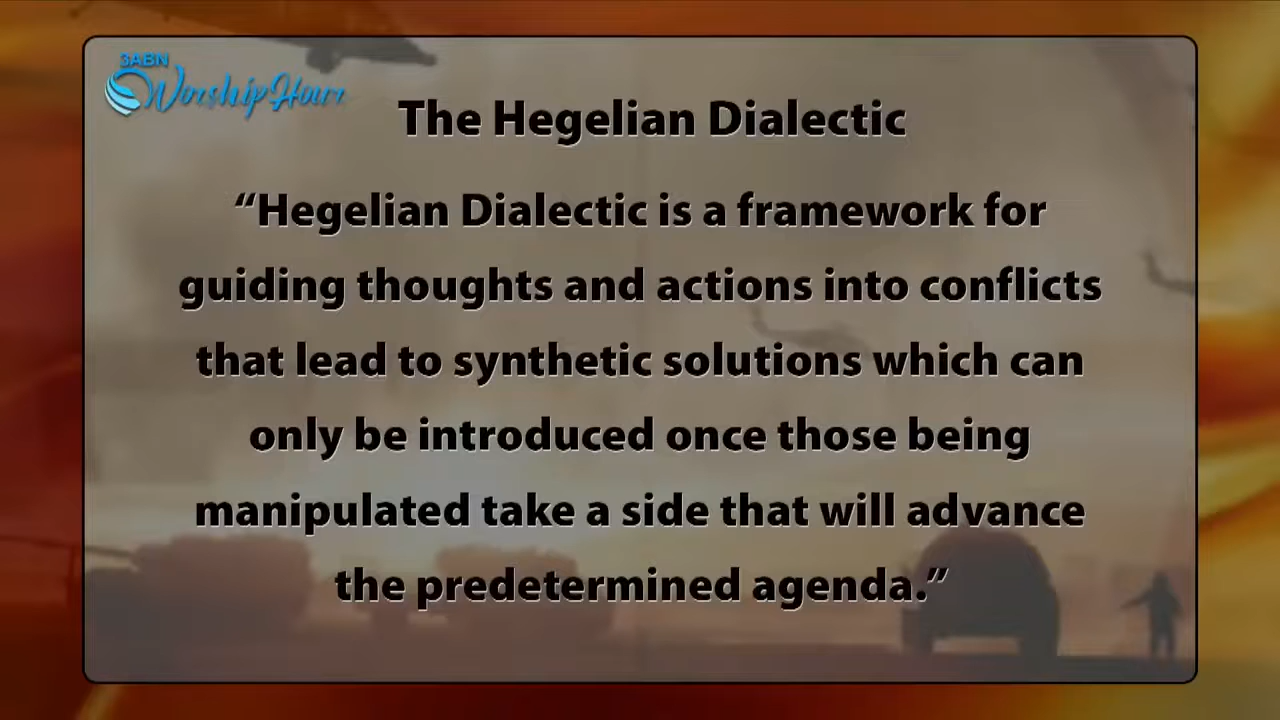 3ABN
Worship Hour
The Hegelian Dialectic
“Hegelian Dialectic is a framework for
guiding thoughts and actions into conflicts
that lead to synthetic solutions which can
only be introduced once those being
manipulated take a side that will advance
the predetermined agenda.”